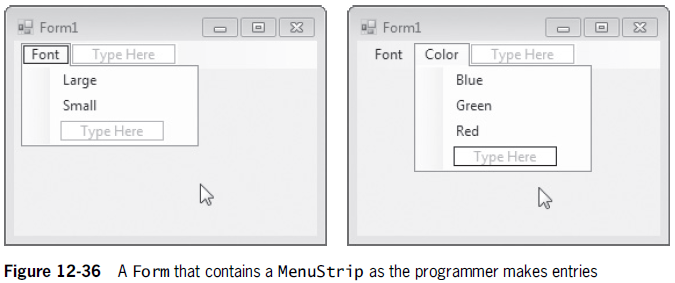 Form1
Font Type Here
Large
Small
Type Here
Form1
Font Color Type Here
Blue
Green
Red
Type Here
Figure 12-36 A Form that contains a MenuStrip as the programmer makes entries